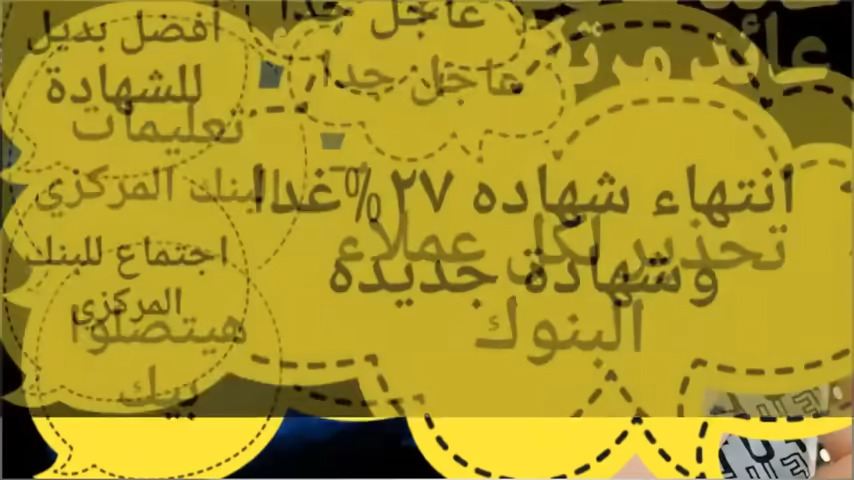 عاجل جدا
عائد مرتفع
افضل بديل
للشهادة
عاجل جدا
تعليمات
البنك المركزي
انتهاء شهاده ٢٧% غدا
وشهادة جديدة
تحذير لكل عملاء
البنوك
اجتماع للبنك
المركزي
هيتصلوا
بيك